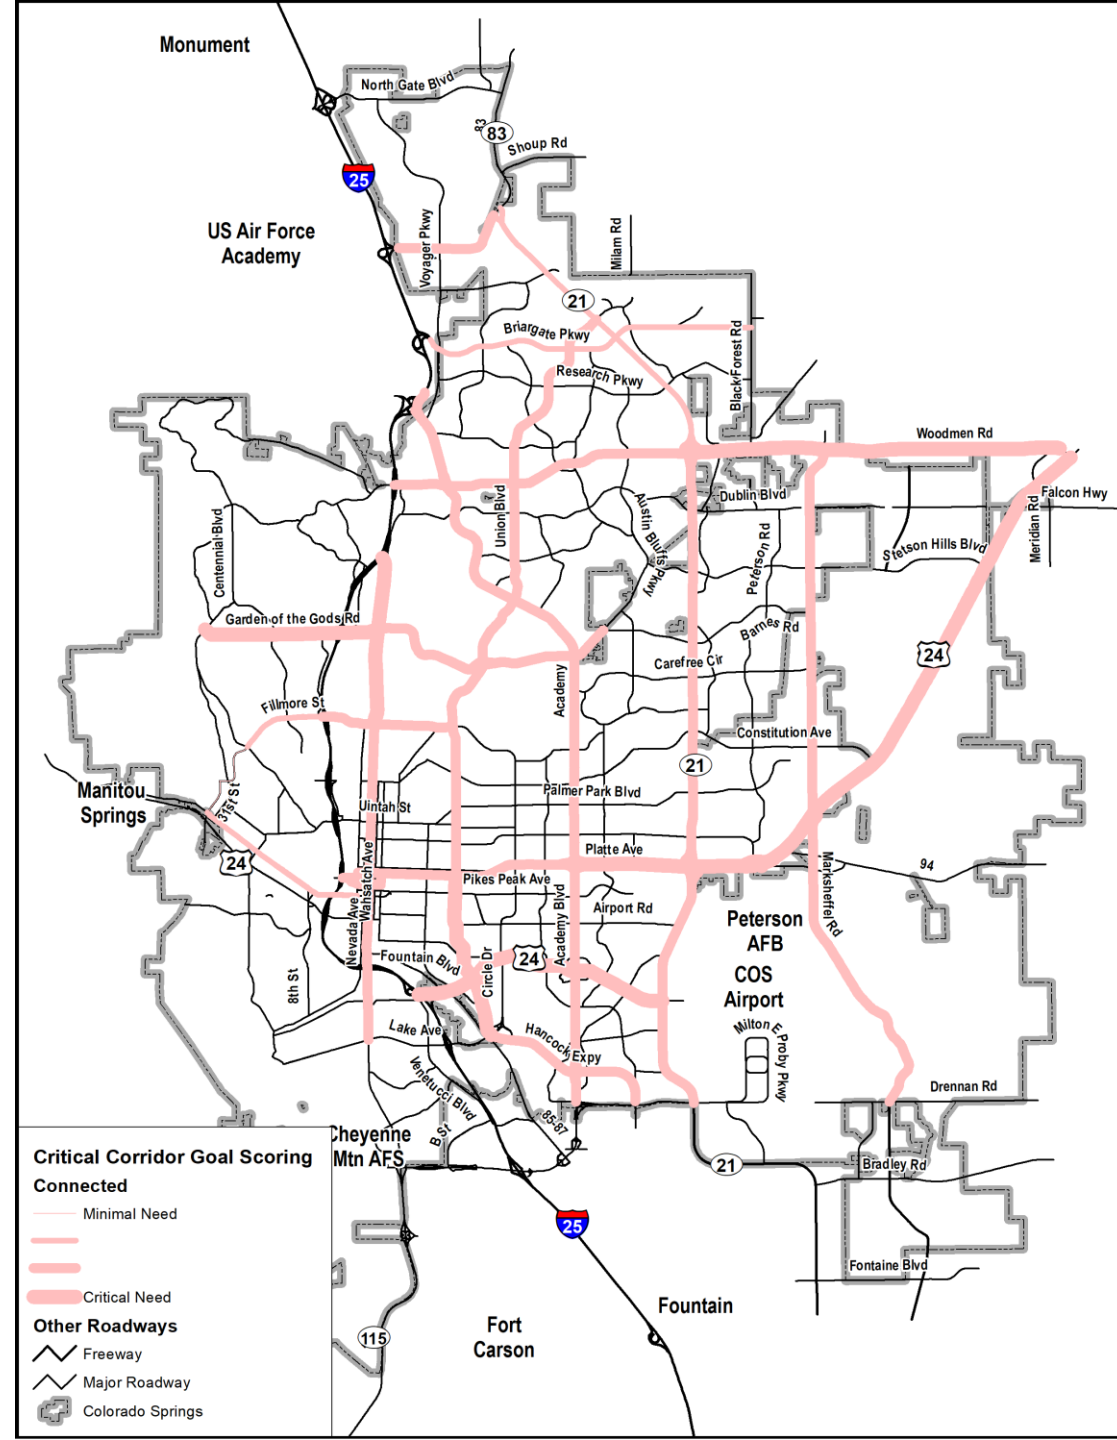 Monument
North Gate Blvd
83
83
Shoup Rd
25
US Air Force
Academy
Voyager Pkwy
Milam Rd
21
Briargate Pkwy
Black Forest Rd
Research Pkwy
Woodmen Rd
Union Blvd
Austin Bluffs Pkwy
Dublin Blvd
Falcon Hwy
Meridian Rd
Centennial Blvd
Peterson Rd
Stetson Hills Blvd
Garden of the Gods Rd
Barnes Rd
24
Carefree Cir
Academy
Fillmore St
Constitution Ave
21
Manitou
Springs
31st St
Uintah St
Palmer Park Blvd
24
Platte Ave
94
Pikes Peak Ave
Wahsatch Ave
Nevada Ave
Academy Blvd
Airport Rd
Marksheffel Rd
Peterson
AFB
Fountain Blvd
24
Circle Dr
COS
Airport
8th St
Lake Ave
Hancock Expy
Milton E Proby Pkwy
Venetucci Blvd
Drennan Rd
85-87
B St
Cheyenne
Mtn AFS
21
Bradley Rd
25
Fontaine Blvd
Fountain
Fort
Carson
115
Critical Corridor Goal Scoring
Connected
Minimal Need
Critical Need
Other Roadways
Freeway
Major Roadway
Colorado Springs